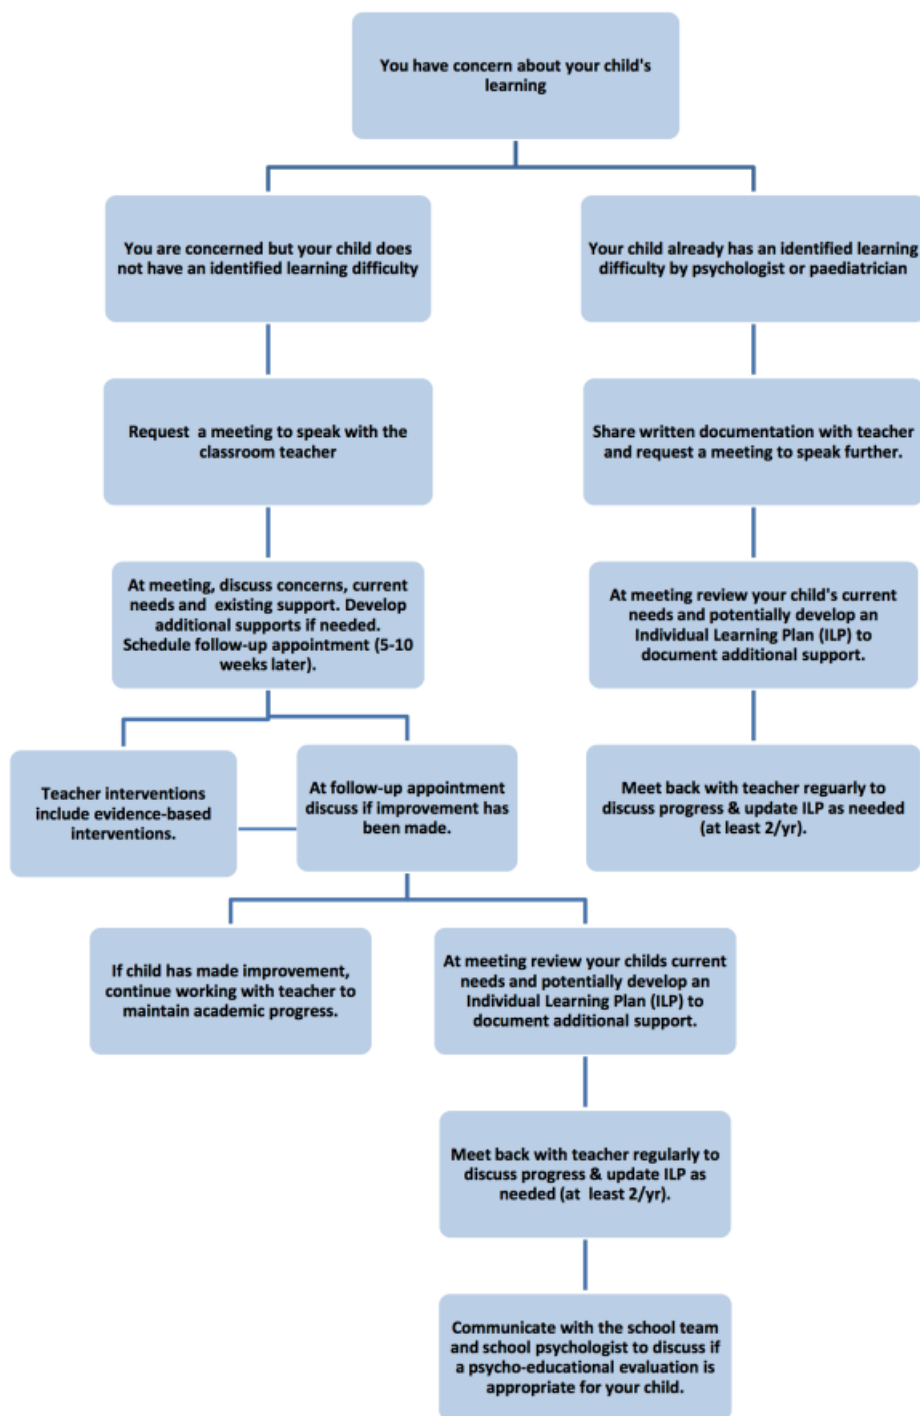 You have concern about your child's
learning
You are concerned but your child does
not have an identified learning difficulty
Your child already has an identified learning
difficulty by psychologist or paediatrician
Request a meeting to speak with the
classroom teacher
Share written documentation with teacher
and request a meeting to speak further.
At meeting, discuss concerns, current
needs and existing support. Develop
additional supports if needed.
Schedule follow-up appointment (5-10
weeks later).
At meeting review your child's current
needs and potentially develop an
Individual Learning Plan (ILP) to
document additional support.
Teacher interventions
include evidence-based
interventions.
At follow-up appointment
discuss if improvement has
been made.
Meet back with teacher reguarly to
discuss progress & update ILP as needed
(at least 2/yr).
If child has made improvement,
continue working with teacher to
maintain academic progress.
At meeting review your childs current
needs and potentially develop an
Individual Learning Plan (ILP) to
document additional support.
Meet back with teacher regularly to
discuss progress & update ILP as
needed (at least 2/yr).
Communicate with the school team
and school psychologist to discuss if
a psycho-educational evaluation is
appropriate for your child.